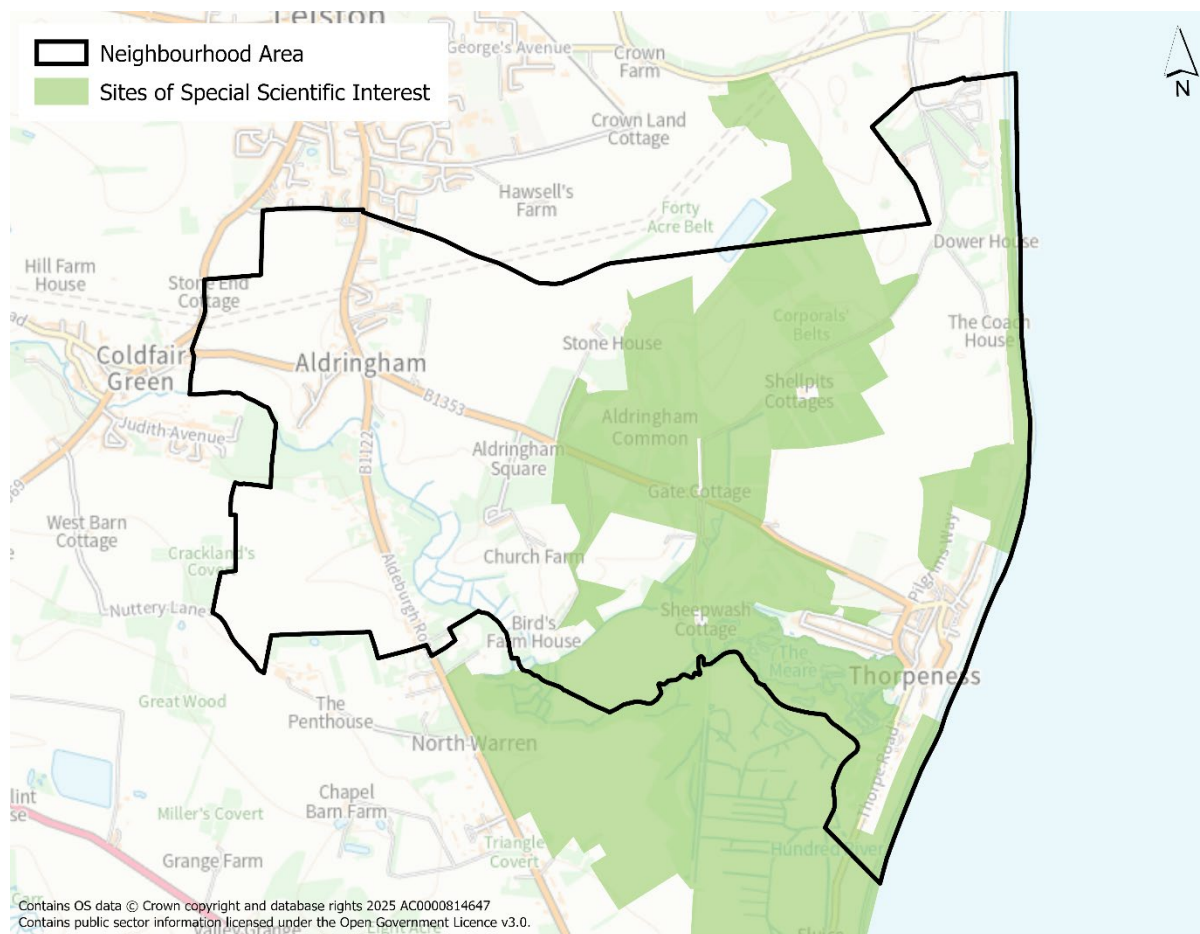 Leiston
Neighbourhood Area
Sites of Special Scientific Interest
George's Avenue
Crown
Farm
N
Crown Land
Cottage
Hawsell's
Farm
Forty
Acre Belt
Dower House
Hill Farm
House
Stone End
Cottage
Corporals'
Belts
The Coach
House
Stone House
Coldfair
Green
Aldringham
Shellpits
Cottages
B1353
Judith Avenue
Aldringham
Common
B1122
Aldringham
Square
Gate Cottage
West Barn
Cottage
Crackland's
Covert
Church Farm
Pilgrims Way
Nuttery Lane
Aldeburgh Road
Bird's
Farm House
Sheepwash
Cottage
The
Meare
Thorpeness
Great Wood
The
Penthouse
North Warren
Thorpe Road
Miller's Covert
Chapel
Barn Farm
Triangle
Covert
Hundred River
Grange Farm
Contains OS data © Crown copyright and database rights 2025 AC0000814647
Contains public sector information licensed under the Open Government Licence v3.0.